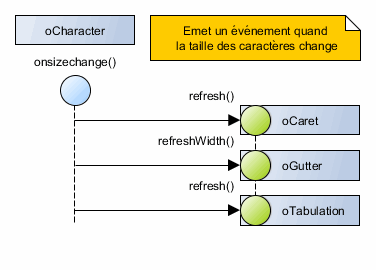 oCharacter
Emet un événement quand
la taille des caractères change
onsizechange()
refresh()
oCaret
refreshWidth()
oGutter
refresh()
oTabulation